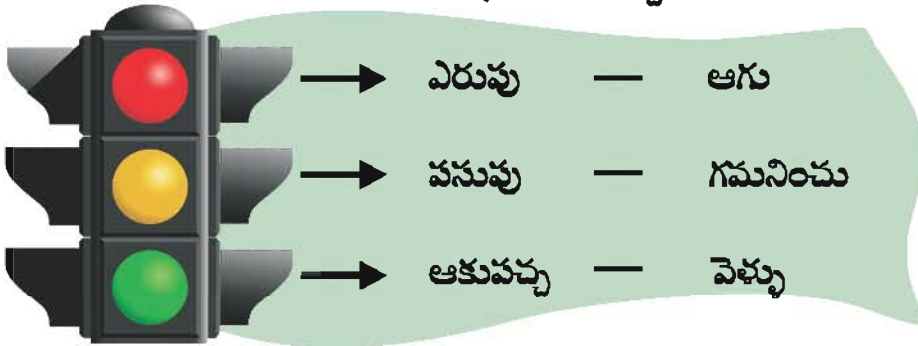 ఎరుపు — ఆగు
పసుపు — గమనించు
ఆకుపచ్చ — వెళ్ళు